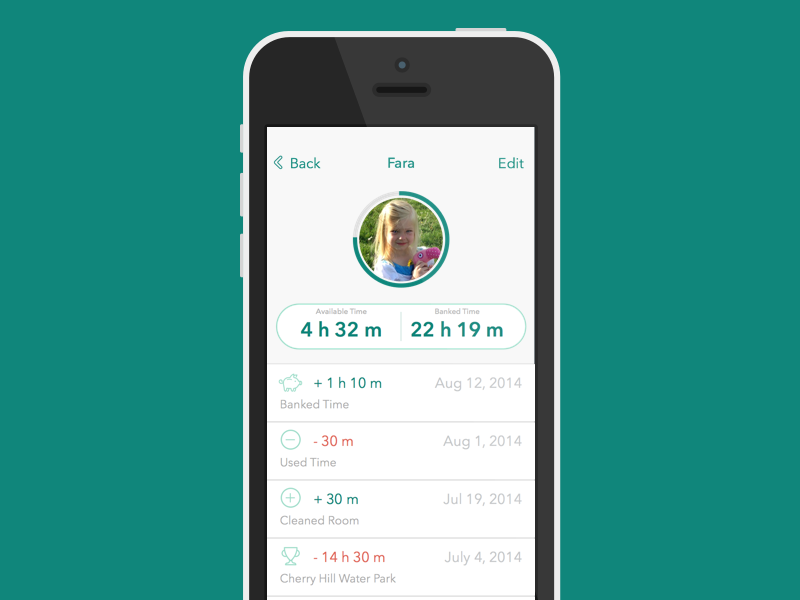 Back Fara Edit
Available Time Banked Time
4 h 32 m 22 h 19 m
+ 1 h 10 m Aug 12, 2014
Banked Time
- 30 m Aug 1, 2014
Used Time
+ 30 m Jul 19, 2014
Cleaned Room
- 14 h 30 m July 4, 2014
Cherry Hill Water Park